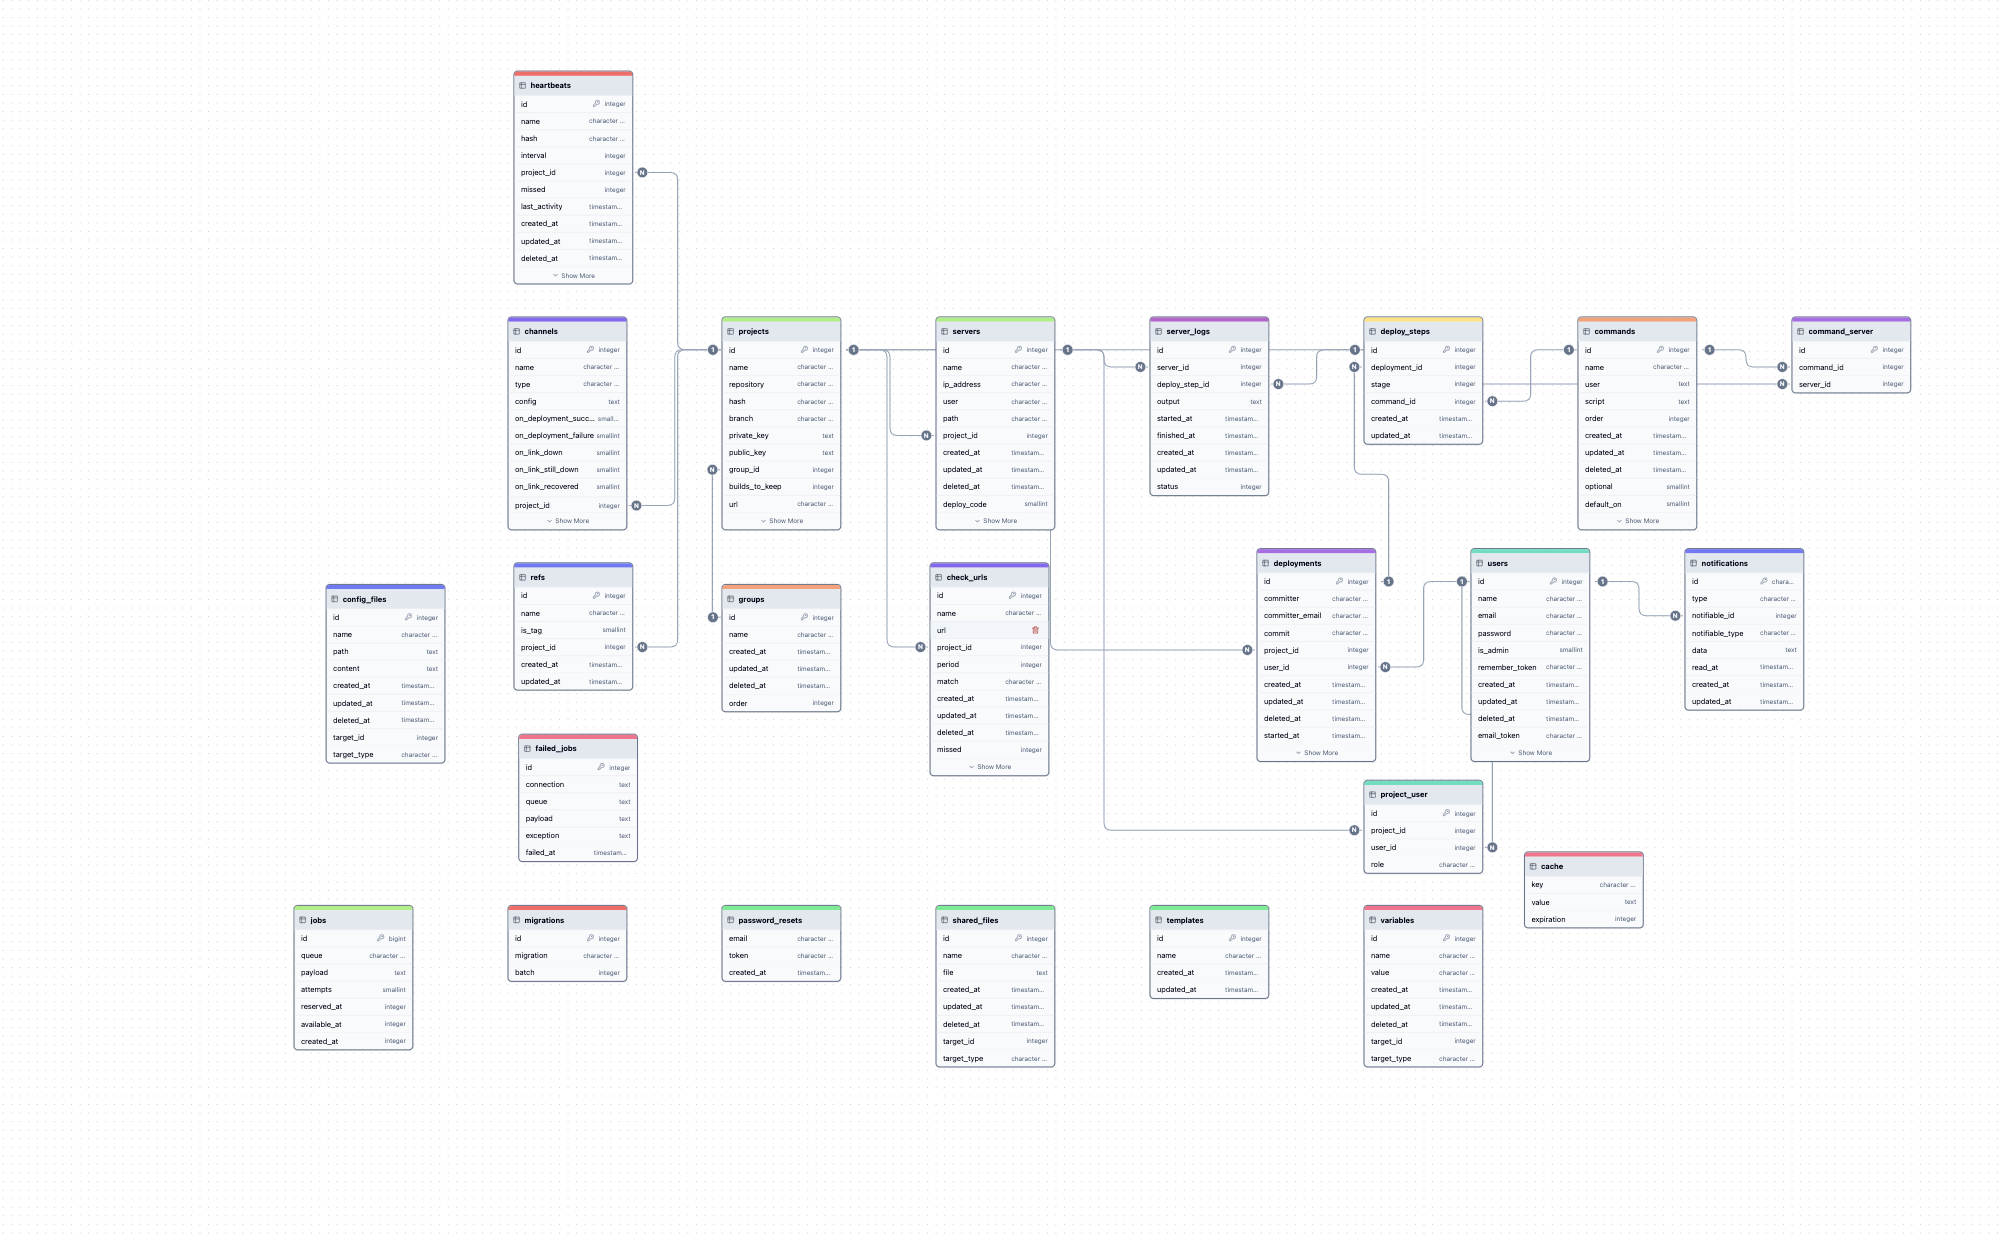 heartbeats
id integer
name character ...
hash character ...
interval integer
project_id integer
missed integer
last_activity timestam...
created_at timestam...
updated_at timestam...
deleted_at timestam...
Show More
N
channels
id integer
name character ...
type character ...
config text
on_deployment_succ... small...
on_deployment_failure smallint
on_link_down smallint
on_link_still_down smallint
on_link_recovered smallint
project_id integer
Show More
N
1
projects
id integer
name character ...
repository character ...
hash character ...
branch character ...
private_key text
public_key text
group_id integer
builds_to_keep integer
url character ...
Show More
N
1
servers
id integer
name character ...
ip_address character ...
user character ...
path character ...
project_id integer
created_at timestam...
updated_at timestam...
deleted_at timestam...
deploy_code smallint
Show More
N
1
server_logs
id integer
server_id integer
deploy_step_id integer
output text
started_at timestam...
finished_at timestam...
created_at timestam...
updated_at timestam...
status integer
N
N
1
N
deploy_steps
id integer
deployment_id integer
stage integer
command_id integer
created_at timestam...
updated_at timestam...
N
1
commands
id integer
name character ...
user text
script text
order integer
created_at timestam...
updated_at timestam...
deleted_at timestam...
optional smallint
default_on smallint
Show More
1
N
N
command_server
id integer
command_id integer
server_id integer
config_files
id integer
name character ...
path text
content text
created_at timestam...
updated_at timestam...
deleted_at timestam...
target_id integer
target_type character ...
refs
id integer
name character ...
is_tag smallint
project_id integer
created_at timestam...
updated_at timestam...
N
1
groups
id integer
name character ...
created_at timestam...
updated_at timestam...
deleted_at timestam...
order integer
N
check_urls
id integer
name character ...
url
project_id integer
period integer
match character ...
created_at timestam...
updated_at timestam...
deleted_at timestam...
missed integer
Show More
N
deployments
id integer
committer character ...
committer_email character ...
commit character ...
project_id integer
user_id integer
created_at timestam...
updated_at timestam...
deleted_at timestam...
started_at timestam...
Show More
1
N
1
users
id integer
name character ...
email character ...
password character ...
is_admin smallint
remember_token character ...
created_at timestam...
updated_at timestam...
deleted_at timestam...
email_token character ...
Show More
1
N
notifications
id chara...
type character ...
notifiable_id integer
notifiable_type character ...
data text
read_at timestam...
created_at timestam...
updated_at timestam...
failed_jobs
id integer
connection text
queue text
payload text
exception text
failed_at timestam...
N
project_user
id integer
project_id integer
user_id integer
role character ...
N
cache
key character ...
value text
expiration integer
jobs
id bigint
queue character ...
payload text
attempts smallint
reserved_at integer
available_at integer
created_at integer
migrations
id integer
migration character ...
batch integer
password_resets
email character ...
token character ...
created_at timestam...
shared_files
id integer
name character ...
file text
created_at timestam...
updated_at timestam...
deleted_at timestam...
target_id integer
target_type character ...
templates
id integer
name character ...
created_at timestam...
updated_at timestam...
variables
id integer
name character ...
value character ...
created_at timestam...
updated_at timestam...
deleted_at timestam...
target_id integer
target_type character ...